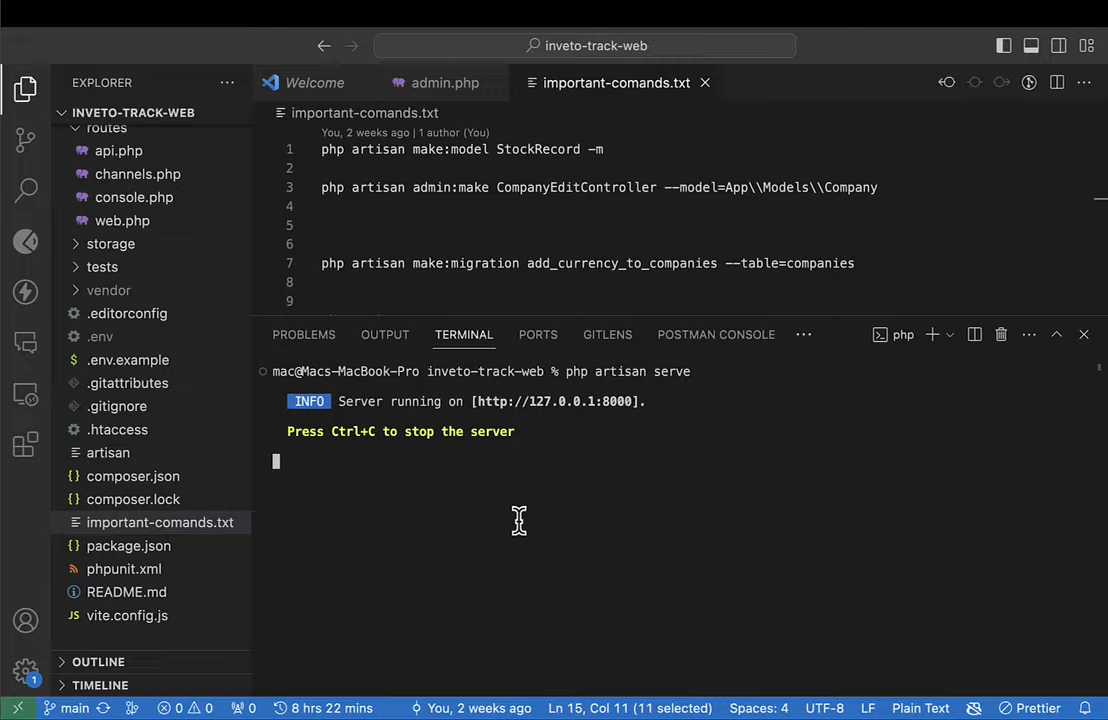 inveto-track-web
EXPLORER
INVETO-TRACK-WEB
routes
api.php
channels.php
console.php
web.php
storage
tests
vendor
.editorconfig
.env
$ .env.example
.gitattributes
.gitignore
.htaccess
artisan
{} composer.json
{} composer.lock
important-comands.txt
{} package.json
phpunit.xml
README.md
JS vite.config.js
OUTLINE
TIMELINE
Welcome
admin.php
important-comands.txt
important-comands.txt
You, 2 weeks ago | 1 author (You)
1 php artisan make:model StockRecord -m
2
3 php artisan admin:make CompanyEditController --model=App\\Models\\Company
4
5
6
7 php artisan make:migration add_currency_to_companies --table=companies
8
9
PROBLEMS OUTPUT TERMINAL PORTS GITLENS POSTMAN CONSOLE
php
mac@Macs-MacBook-Pro inveto-track-web % php artisan serve
INFO Server running on [http://127.0.0.1:8000].
Press Ctrl+C to stop the server
1
main 0 0 0 8 hrs 22 mins You, 2 weeks ago Ln 15, Col 11 (11 selected) Spaces: 4 UTF-8 LF Plain Text Prettier